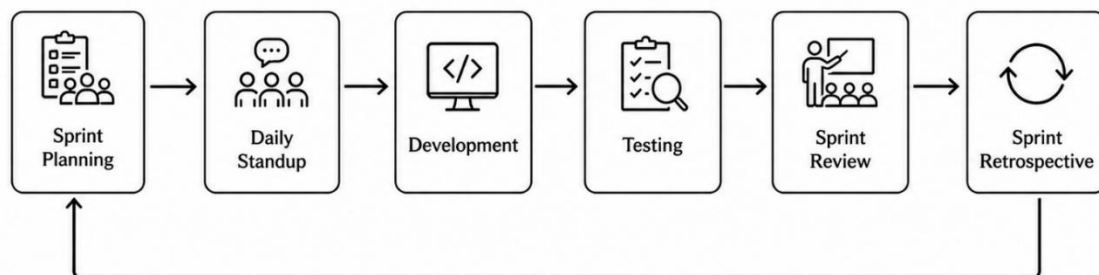 Sprint
Planning
Daily
Standup
</>
Development
Testing
Sprint
Review
Sprint
Retrospective